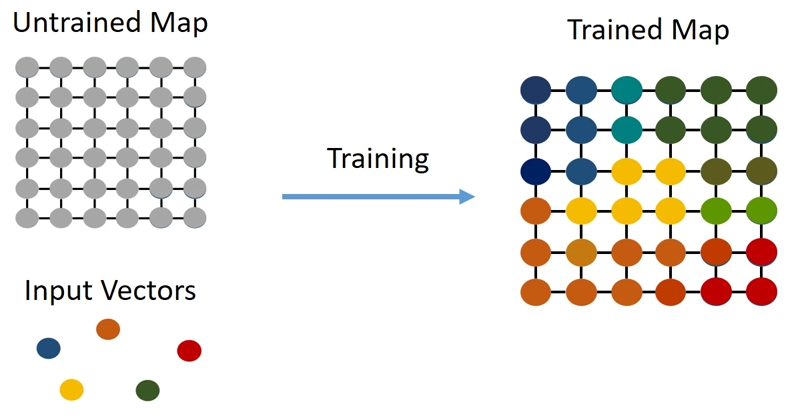 Untrained Map
Trained Map
Training
Input Vectors